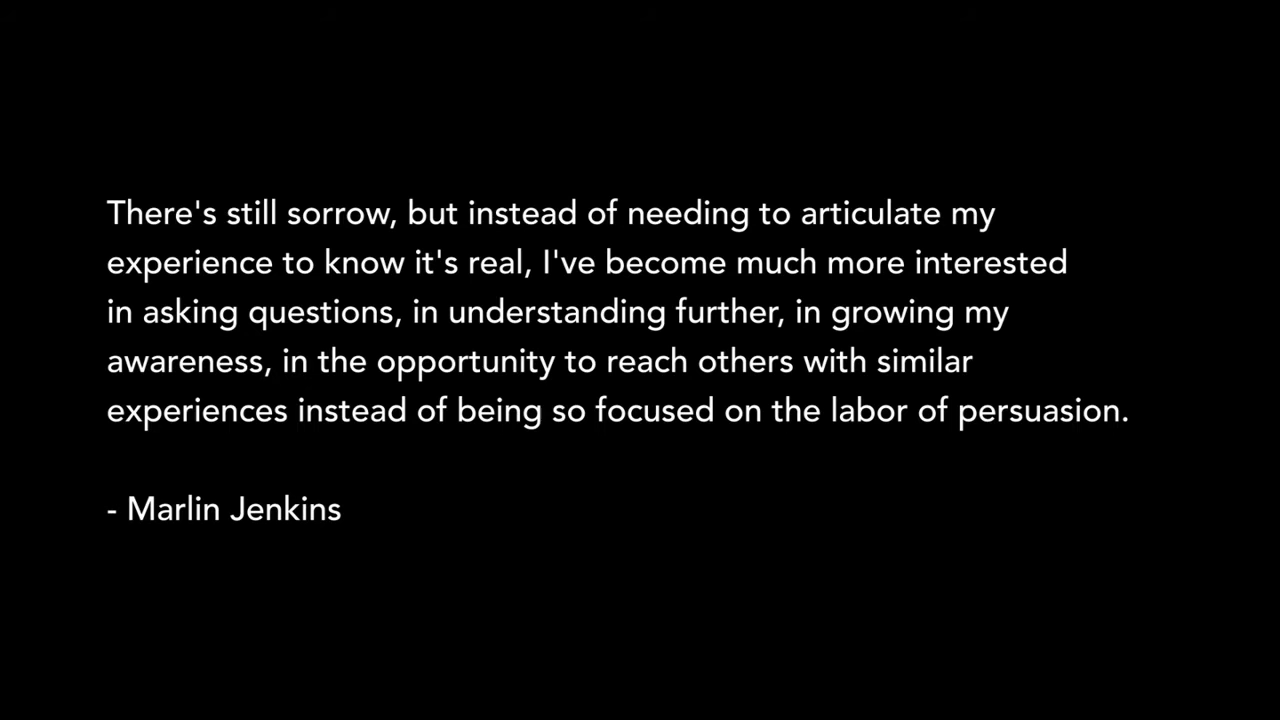 There's still sorrow, but instead of needing to articulate my
experience to know it's real, I've become much more interested
in asking questions, in understanding further, in growing my
awareness, in the opportunity to reach others with similar
experiences instead of being so focused on the labor of persuasion.
- Marlin Jenkins